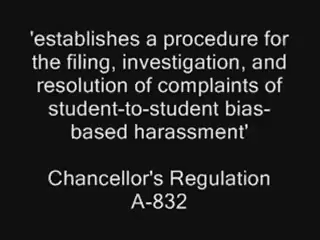 'establishes a procedure for
the filing, investigation, and
resolution of complaints of
student-to-student bias-
based harassment'
Chancellor's Regulation
A-832